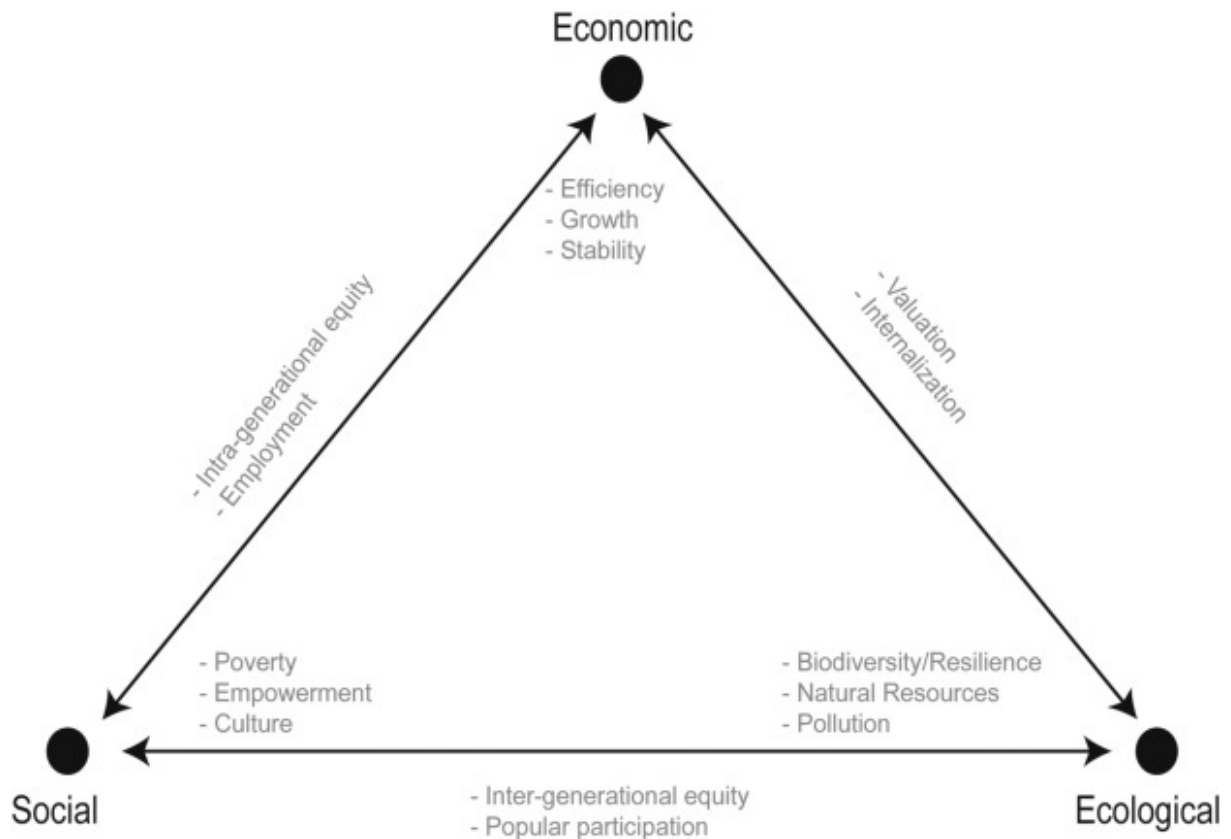 Economic
- Efficiency
- Growth
- Stability
- Intra-generational equity
- Employment
- Valuation
- Internalization
- Poverty
- Empowerment
- Culture
- Biodiversity/Resilience
- Natural Resources
- Pollution
Social
- Inter-generational equity
- Popular participation
Ecological